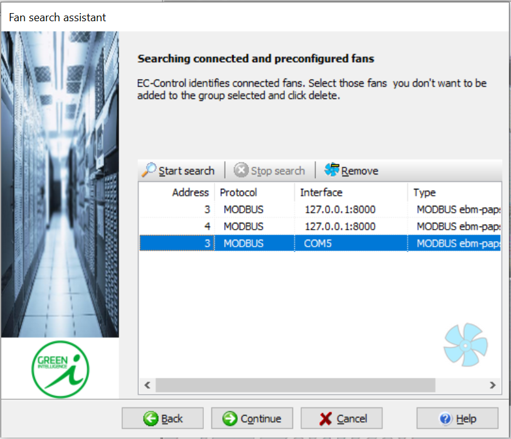 Fan search assistant
Searching connected and preconfigured fans
EC-Control identifies connected fans. Select those fans  you don't want to be
added to the group selected and click delete.
Start search Stop search Remove
Address Protocol Interface Type
3 MODBUS 127.0.0.1:8000 MODBUS ebm-paps
4 MODBUS 127.0.0.1:8000 MODBUS ebm-paps
3 MODBUS COM5 MODBUS ebm-paps
GREEN
INTELLIGENCE
Back Continue Cancel Help